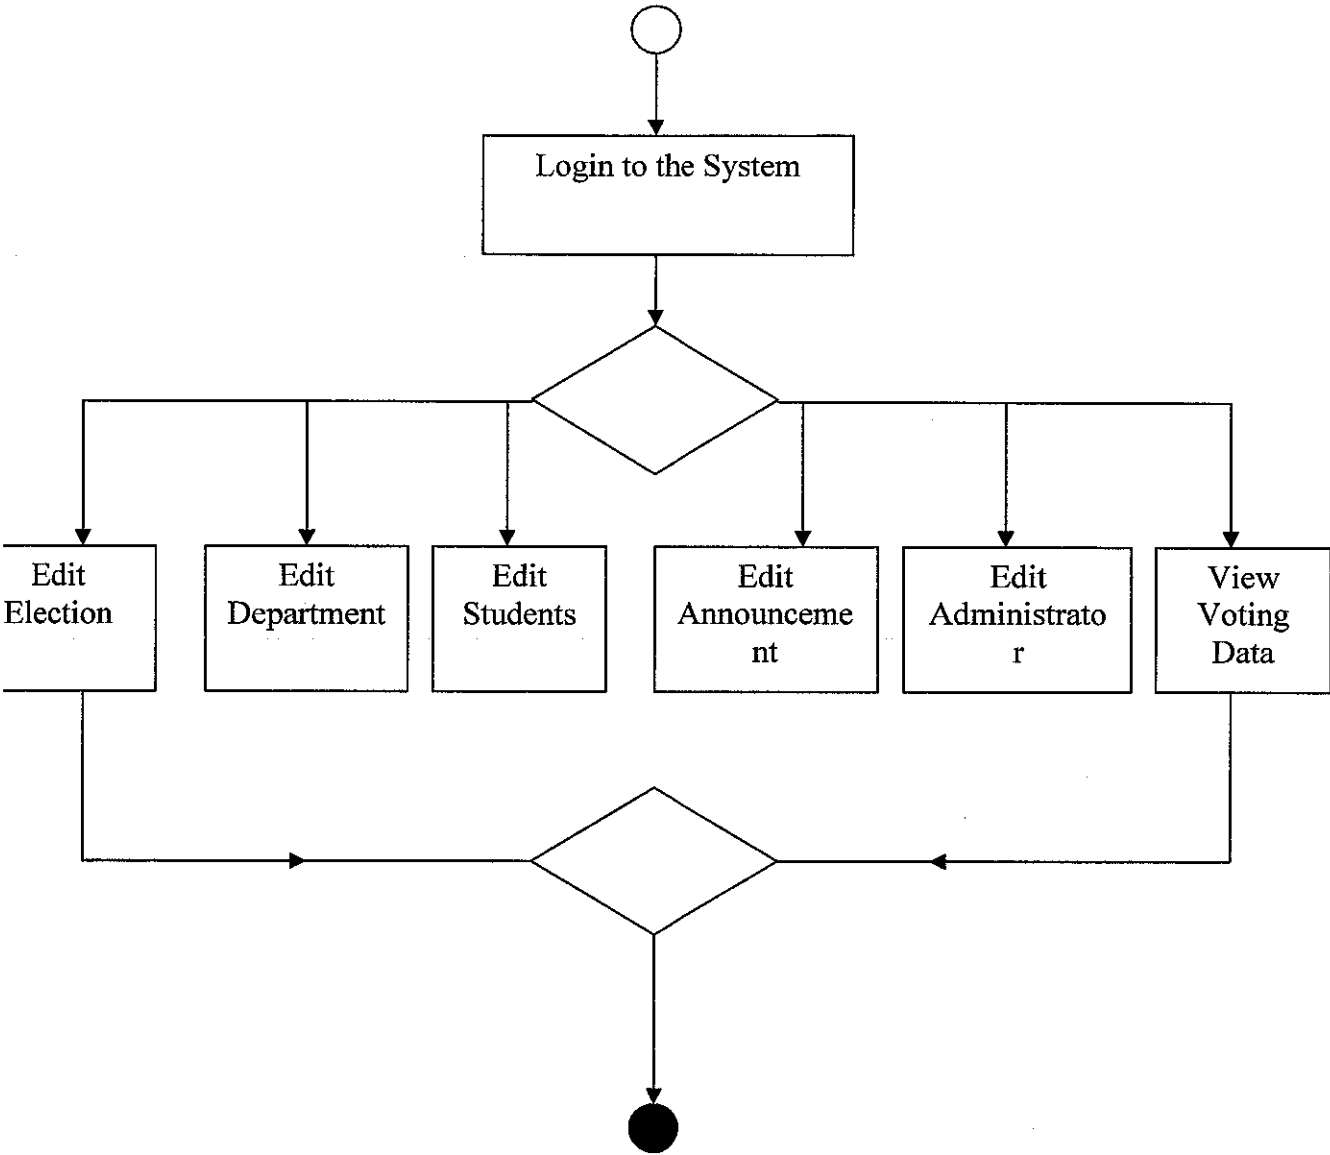 Login to the System
Edit
Election
Edit
Department
Edit
Students
Edit
Announceme
nt
Edit
Administrato
r
View
Voting
Data